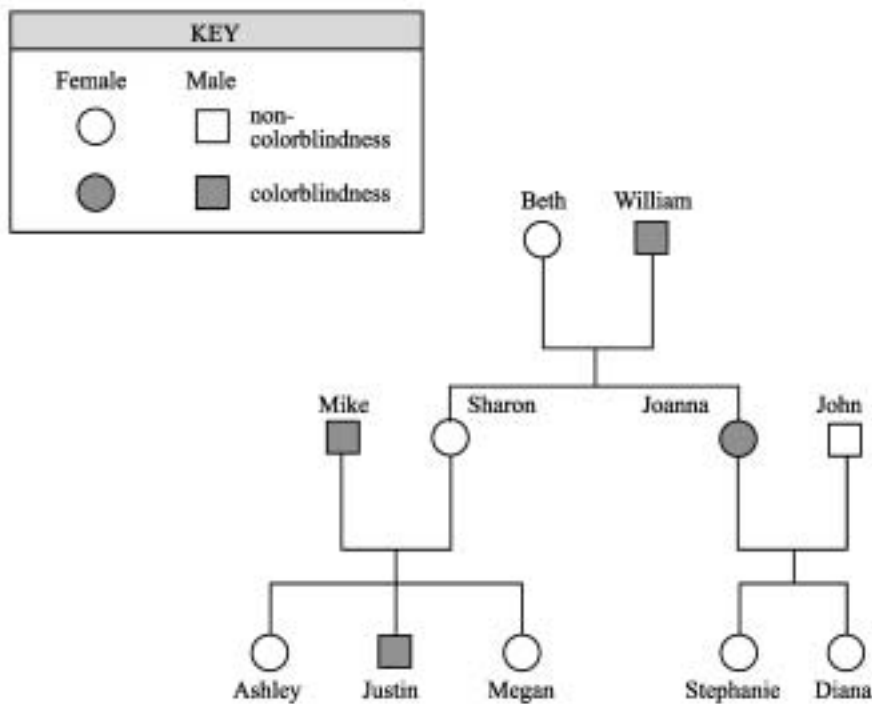 KEY
Female Male
non-
colorblindness
colorblindness
Beth William
Mike Sharon Joanna John
Ashley Justin Megan Stephanie Diana